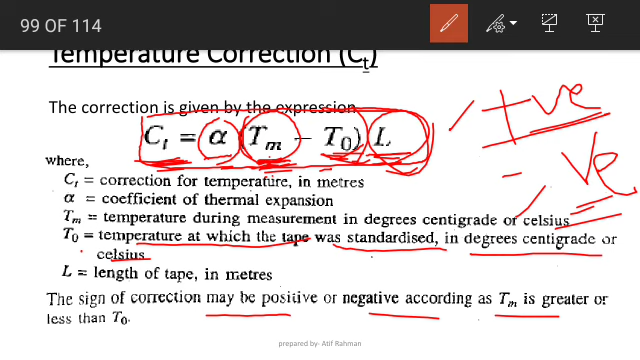 99 OF 114
Temperature Correction (Ct)
The correction is given by the expression
Ct = α (Tm − T0) L
+ve
- ve
where,
Ct = correction for temperature, in metres
α = coefficient of thermal expansion
Tm = temperature during measurement in degrees centigrade or celsius
T0 = temperature at which the tape was standardised, in degrees centigrade or
celsius
L = length of tape, in metres
The sign of correction may be positive or negative according as Tm is greater or
less than T0.
prepared by- Atif Rahman